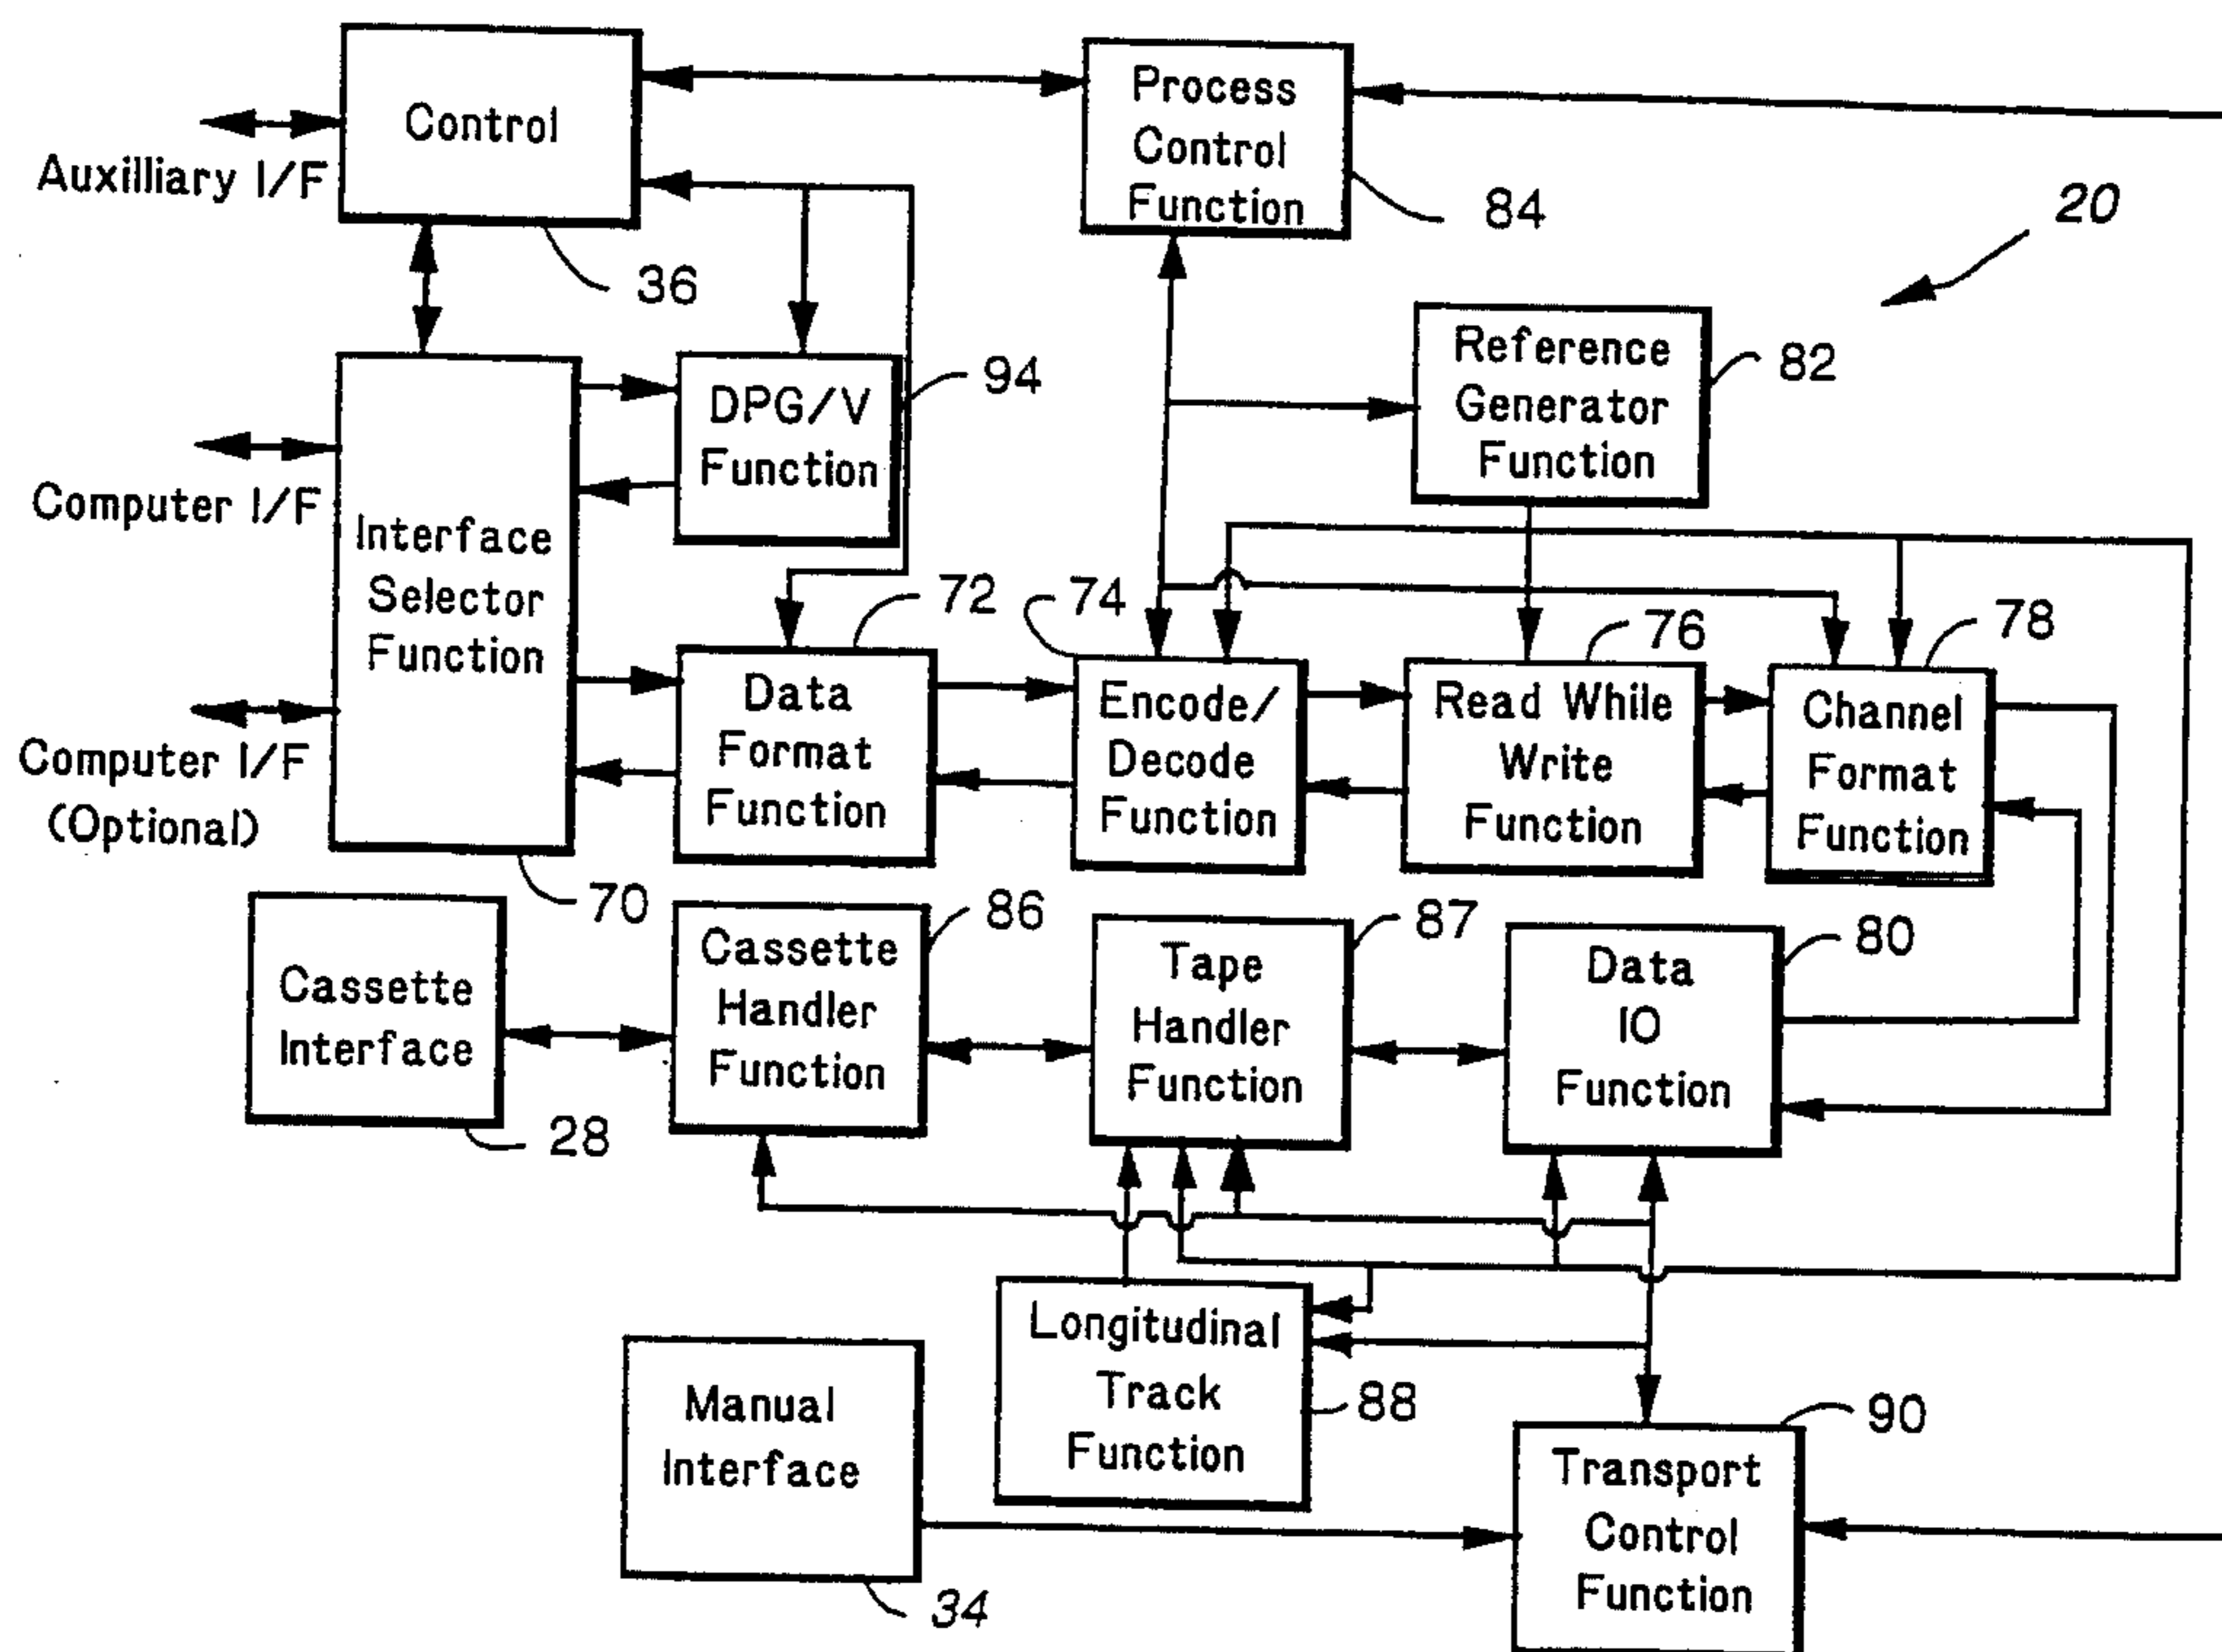 Control
Auxilliary I/F
36
Process
Control
Function
84
20
Reference
Generator
Function
82
DPG/V
Function
94
Computer I/F
Interface
Selector
Function
Computer I/F
(Optional)
70
Data
Format
Function
72
Encode/
Decode
Function
74
Read While
Write
Function
76
Channel
Format
Function
78
Cassette
Interface
28
Cassette
Handler
Function
86
Tape
Handler
Function
87
Data
IO
Function
80
Longitudinal
Track
Function
88
Manual
Interface
34
Transport
Control
Function
90